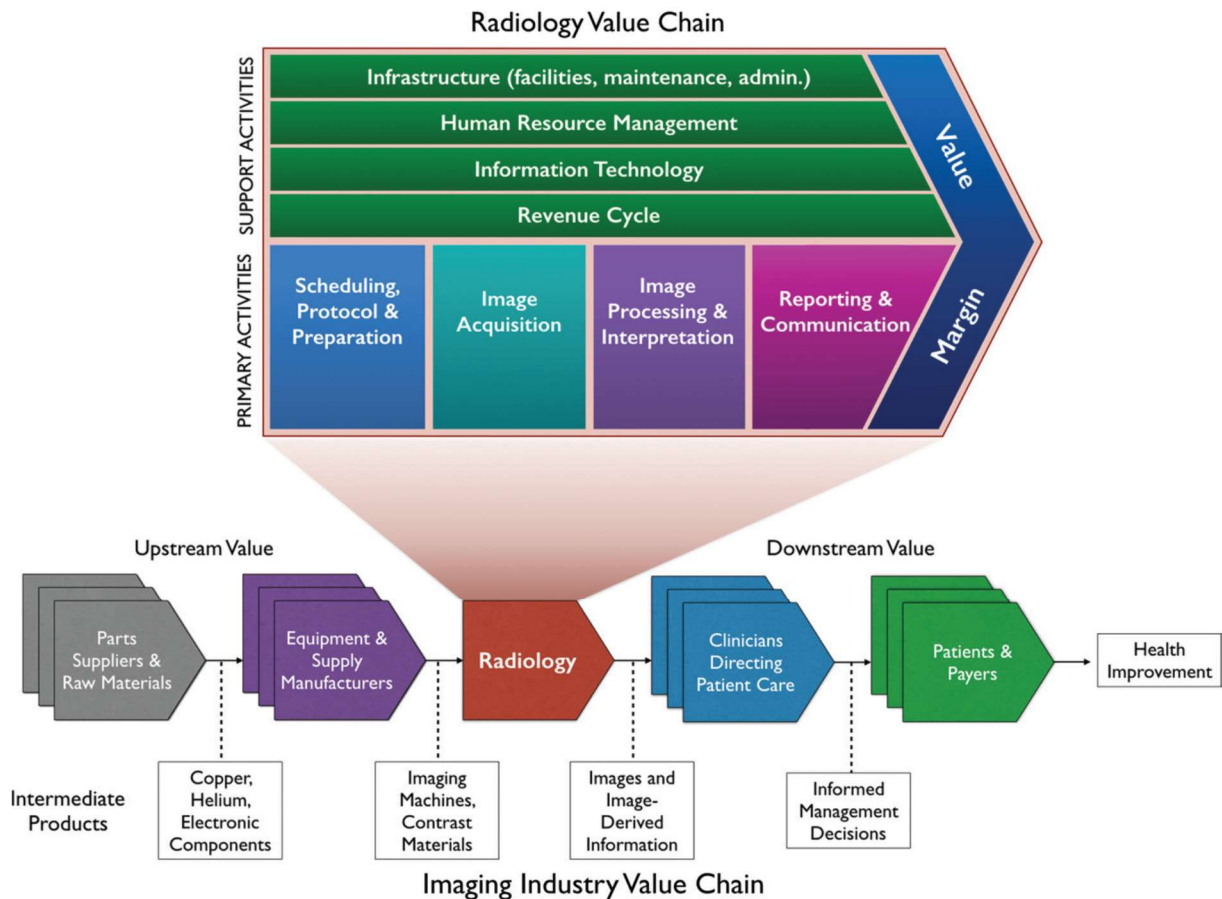 Radiology Value Chain
SUPPORT ACTIVITIES
Infrastructure (facilities, maintenance, admin.)
Human Resource Management
Information Technology
Revenue Cycle
Value
PRIMARY ACTIVITIES
Scheduling,
Protocol &
Preparation
Image
Acquisition
Image
Processing &
Interpretation
Reporting &
Communication
Margin
Upstream Value
Downstream Value
Parts
Suppliers &
Raw Materials
Equipment &
Supply
Manufacturers
Radiology
Clinicians
Directing
Patient Care
Patients &
Payers
Health
Improvement
Intermediate
Products
Copper,
Helium,
Electronic
Components
Imaging
Machines,
Contrast
Materials
Images and
Image-
Derived
Information
Informed
Management
Decisions
Imaging Industry Value Chain